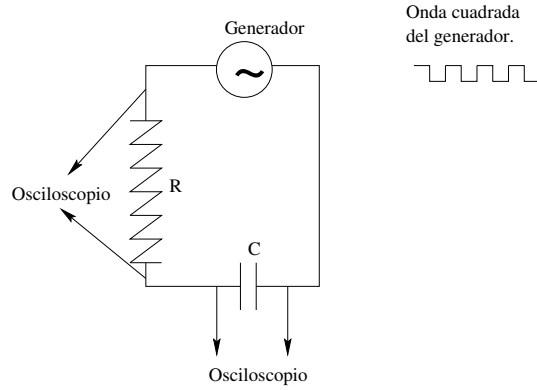 Generador
Onda cuadrada
del generador.
Osciloscopio
R
C
Osciloscopio